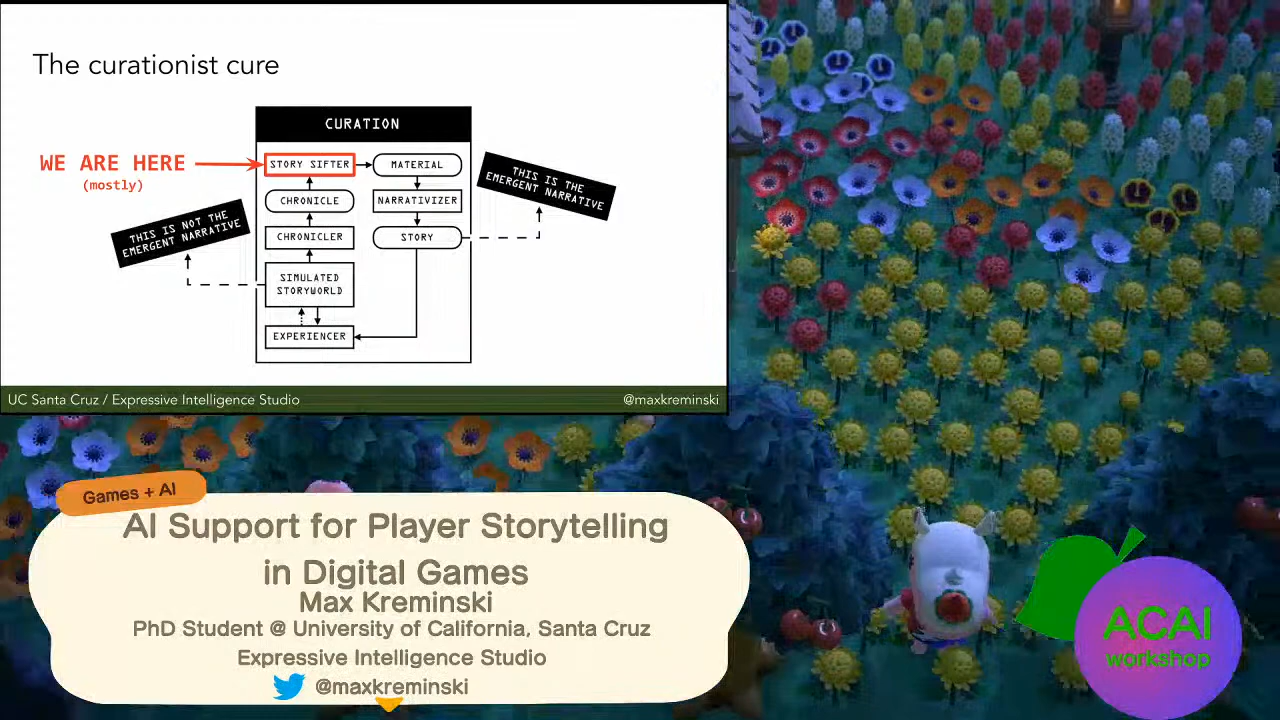 The curationist cure
CURATION
WE ARE HERE
(mostly)
STORY SIFTER
MATERIAL
THIS IS THE
EMERGENT NARRATIVE
CHRONICLE
NARRATIVIZER
THIS IS NOT THE
EMERGENT NARRATIVE
CHRONICLER
STORY
SIMULATED
STORYWORLD
EXPERIENCER
UC Santa Cruz / Expressive Intelligence Studio
@maxkreminski
Games + AI
AI Support for Player Storytelling
in Digital Games
Max Kreminski
PhD Student @ University of California, Santa Cruz
Expressive Intelligence Studio
@maxkreminski
ACAI
workshop